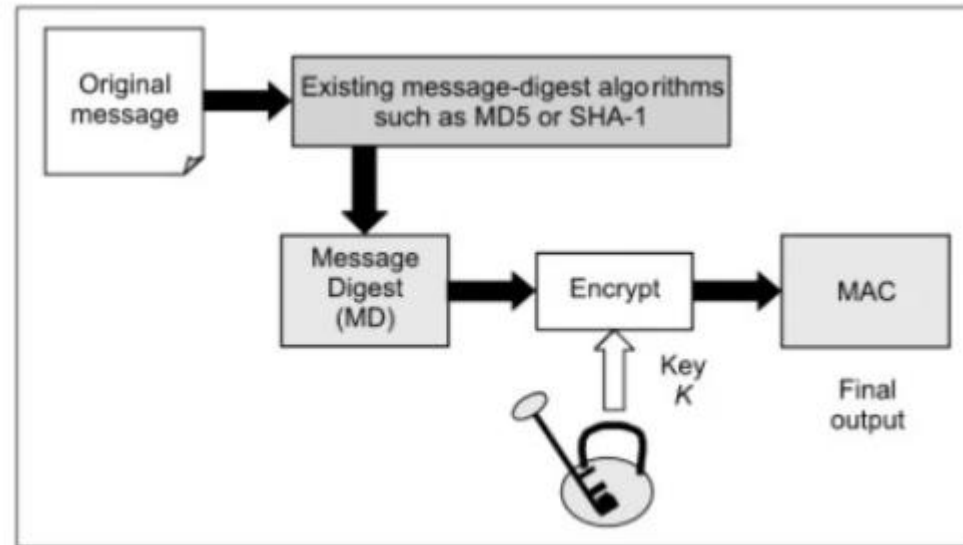 Original
message
Existing message-digest algorithms
such as MD5 or SHA-1
Message
Digest
(MD)
Encrypt
MAC
Key
K
Final
output